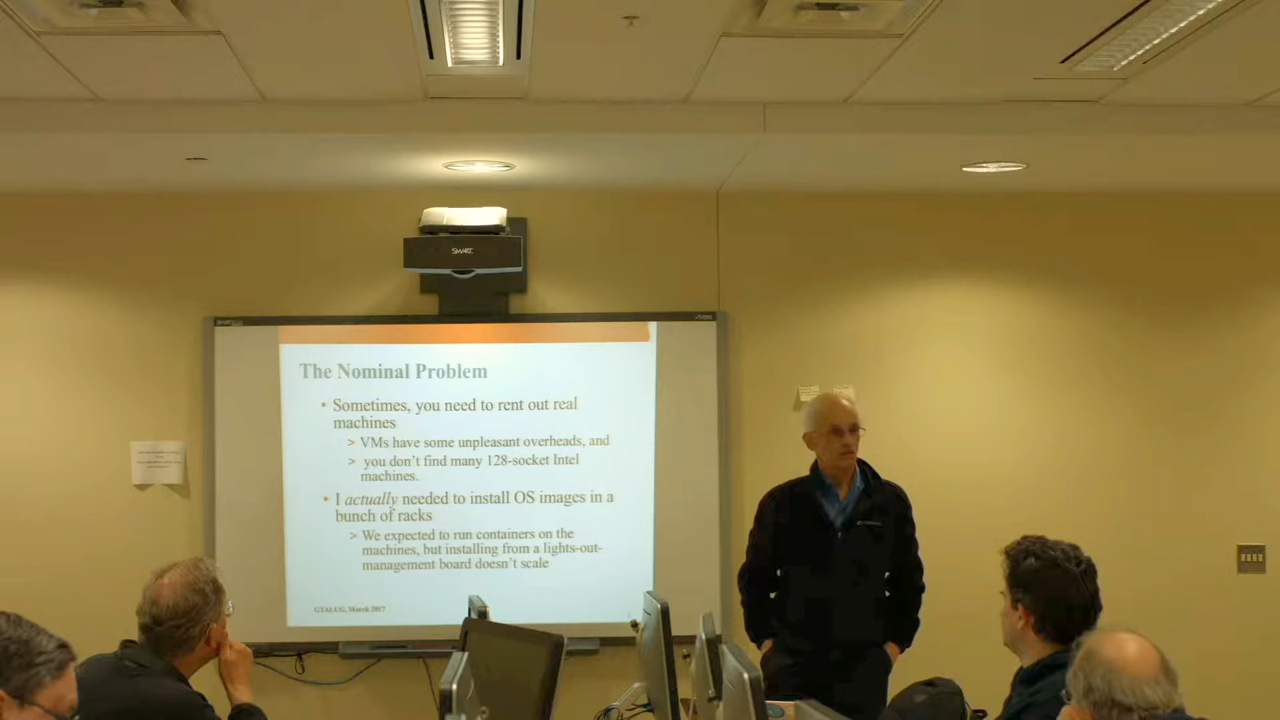 SMART
The Nominal Problem
• Sometimes, you need to rent out real
machines
> VMs have some unpleasant overheads, and
> you don't find many 128-socket Intel
machines.
• I actually needed to install OS images in a
bunch of racks
> We expected to run containers on the
machines, but installing from a lights-out-
management board doesn't scale
GTALUG, March 2017